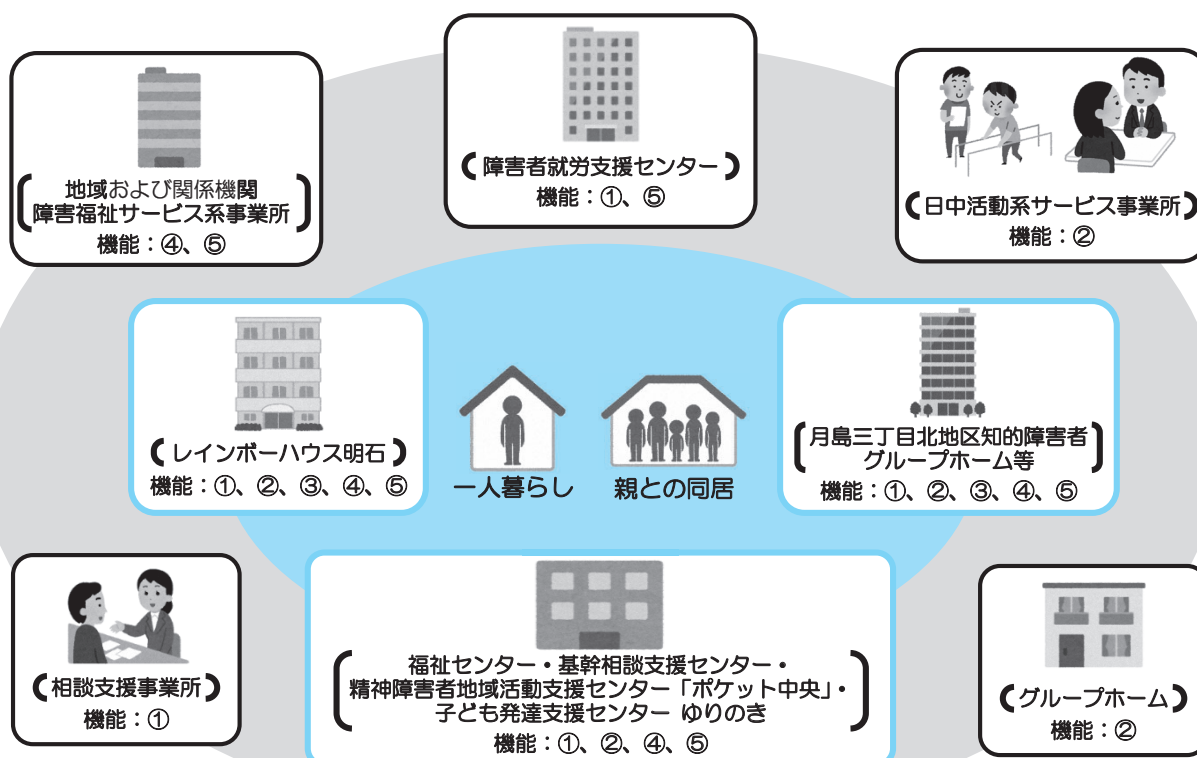 地域および関係機関
障害福祉サービス系事業所
機能：④、⑤
障害者就労支援センター
機能：①、⑤
日中活動系サービス事業所
機能：②
レインボーハウス明石
機能：①、②、③、④、⑤
一人暮らし
親との同居
月島三丁目北地区知的障害者
グループホーム等
機能：①、②、③、④、⑤
相談支援事業所
機能：①
福祉センター・基幹相談支援センター・
精神障害者地域活動支援センター「ポケット中央」・
子ども発達支援センター ゆりのき
機能：①、②、④、⑤
グループホーム
機能：②